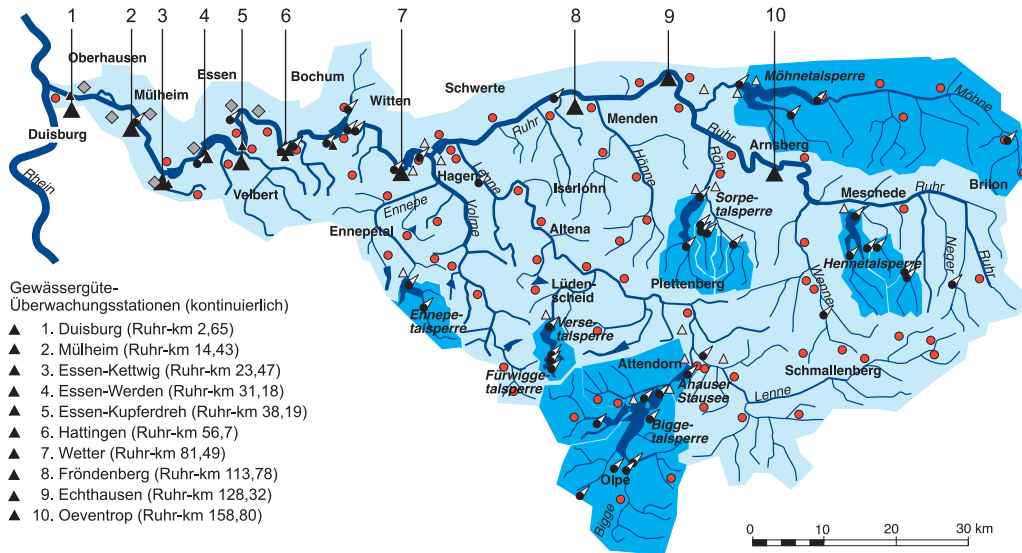 1 2 3 4 5 6 7 8 9 10
Oberhausen
Mülheim
Duisburg
Rhein
Essen
Velbert
Bochum
Witten
Schwerte
Ruhr
Hagen
Lenne
Ennepe
Volme
Ennepetal
Iserlohn
Altena
Menden
Hönne
Lüdenscheid
Ennepe-
talsperre
Verse-
talsperre
Fürwigge-
talsperre
Röhr
Ruhr
Arnsberg
Sorpe-
talsperre
Plettenberg
Möhnetalsperre
Möhne
Brilon
Meschede
Ruhr
Hennetalsperre
Wenne
Neger
Ruhr
Schmallenberg
Lenne
Attendorn
Ahauser
Stausee
Bigge-
talsperre
Olpe
Bigge
Gewässergüte-
Überwachungsstationen (kontinuierlich)
1. Duisburg (Ruhr-km 2,65)
2. Mülheim (Ruhr-km 14,43)
3. Essen-Kettwig (Ruhr-km 23,47)
4. Essen-Werden (Ruhr-km 31,18)
5. Essen-Kupferdreh (Ruhr-km 38,19)
6. Hattingen (Ruhr-km 56,7)
7. Wetter (Ruhr-km 81,49)
8. Fröndenberg (Ruhr-km 113,78)
9. Echthausen (Ruhr-km 128,32)
10. Oeventrop (Ruhr-km 158,80)
0 10 20 30 km